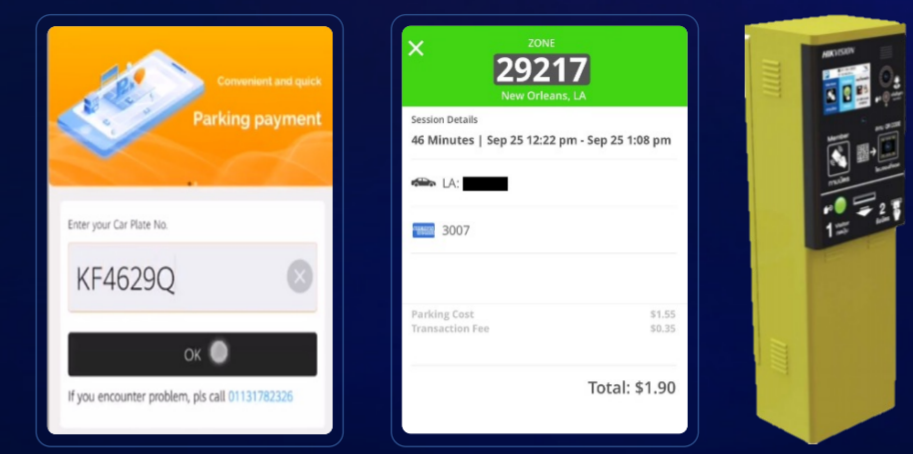 Convenient and quick
Parking payment
Enter your Car Plate No.
KF4629Q
OK
If you encounter problem, pls call 01131782326
ZONE
29217
New Orleans, LA
Session Details
46 Minutes | Sep 25 12:22 pm - Sep 25 1:08 pm
LA:
3007
Parking Cost $1.55
Transaction Fee $0.35
Total: $1.90
HIKVISION
Member
1
2